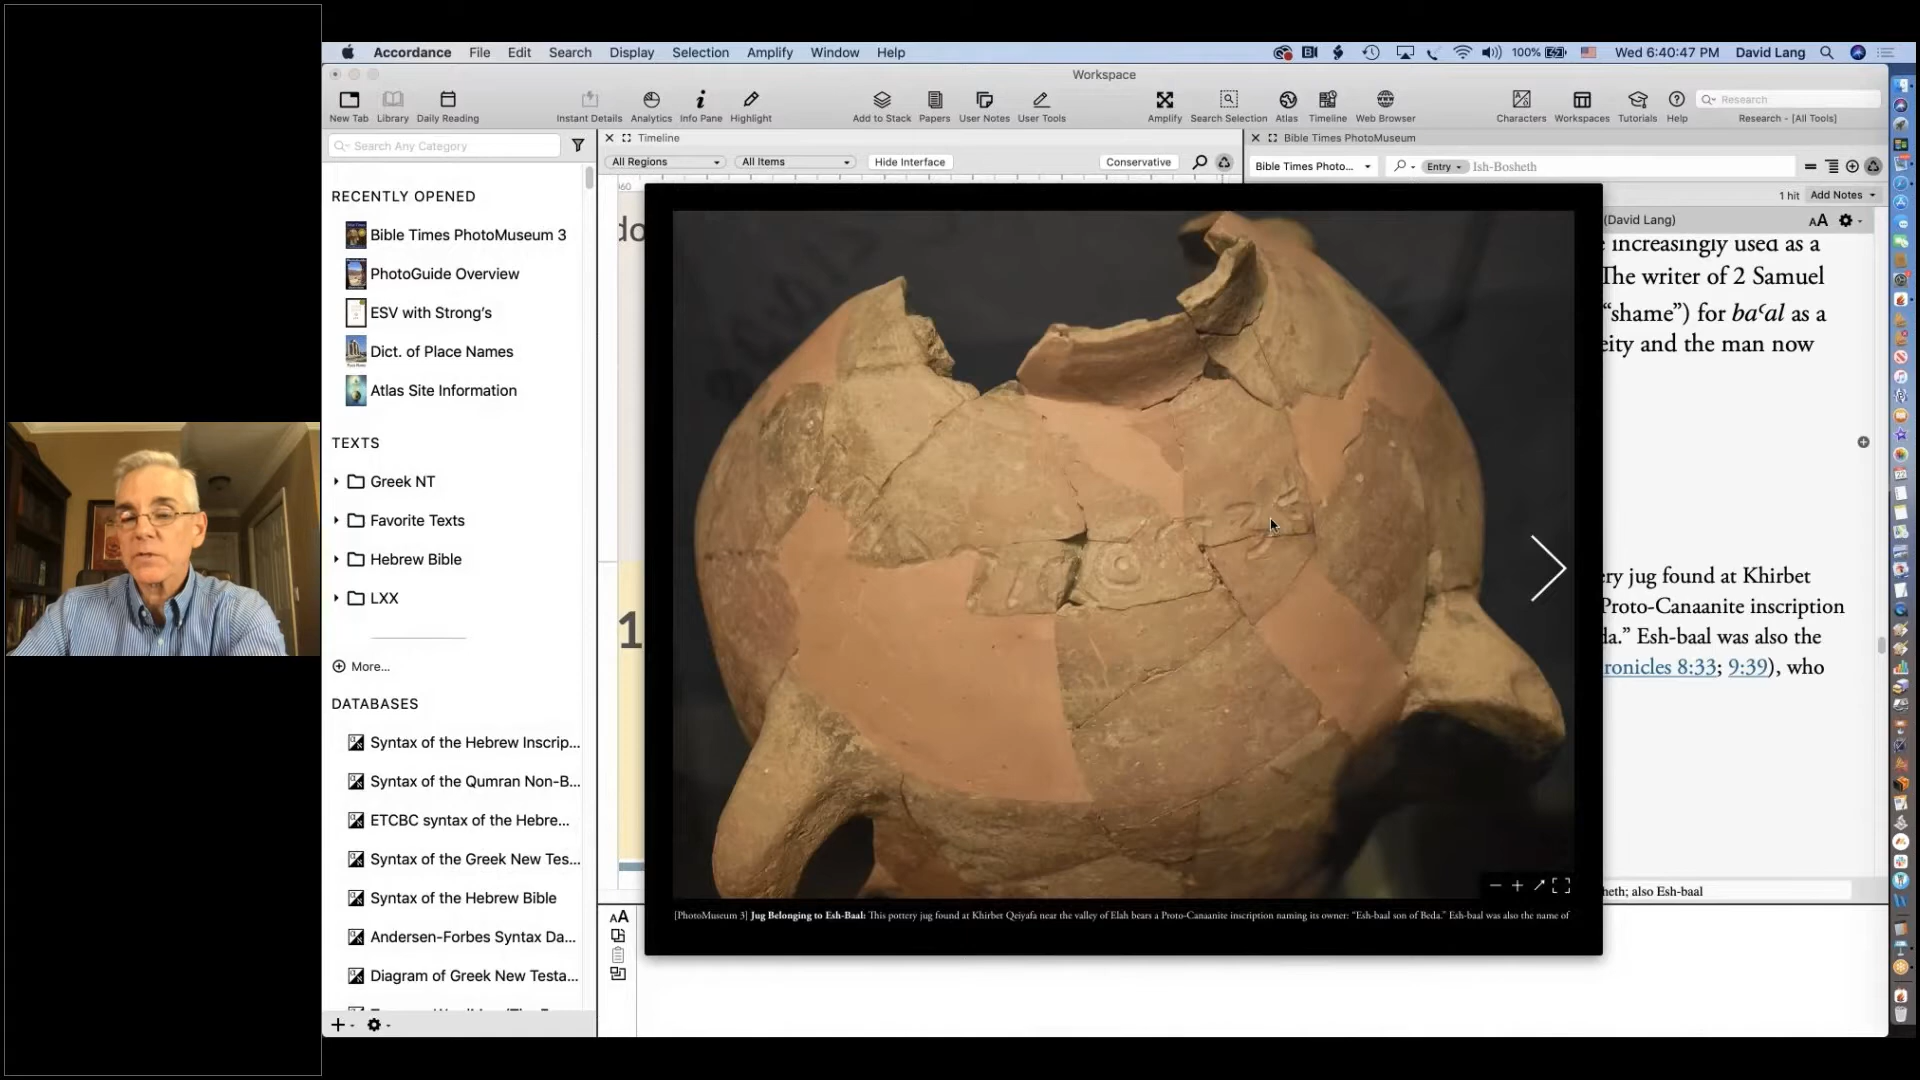 Accordance File Edit Search Display Selection Amplify Window Help
100% Wed 6:40:47 PM David Lang
Workspace
New Tab Library Daily Reading Instant Details Analytics Info Pane Highlight Add to Stack Papers User Notes User Tools Amplify Search Selection Atlas Timeline Web Browser Characters Workspaces Tutorials Help
Research
Research - [All Tools]
Search Any Category
RECENTLY OPENED
Bible Times PhotoMuseum 3
PhotoGuide Overview
ESV with Strong's
Dict. of Place Names
Atlas Site Information
TEXTS
Greek NT
Favorite Texts
Hebrew Bible
LXX
More...
DATABASES
Syntax of the Hebrew Inscrip...
Syntax of the Qumran Non-B...
ETCBC syntax of the Hebre...
Syntax of the Greek New Tes...
Syntax of the Hebrew Bible
Andersen-Forbes Syntax Da...
Diagram of Greek New Testa...
Timeline
All Regions All Items Hide Interface Conservative
Bible Times PhotoMuseum
Bible Times Photo... Entry Ish-Bosheth
1 hit Add Notes
(David Lang)
AA
increasingly used as a
The writer of 2 Samuel
“shame”) for baʿal as a
eity and the man now
ry jug found at Khirbet
Proto-Canaanite inscription
da.” Esh-baal was also the
ronicles 8:33; 9:39), who
heth; also Esh-baal
[PhotoMuseum 3] Jug Belonging to Esh-Baal: This pottery jug found at Khirbet Qeiyafa near the valley of Elah bears a Proto-Canaanite inscription naming its owner: “Esh-baal son of Beda.” Esh-baal was also the name of
AA